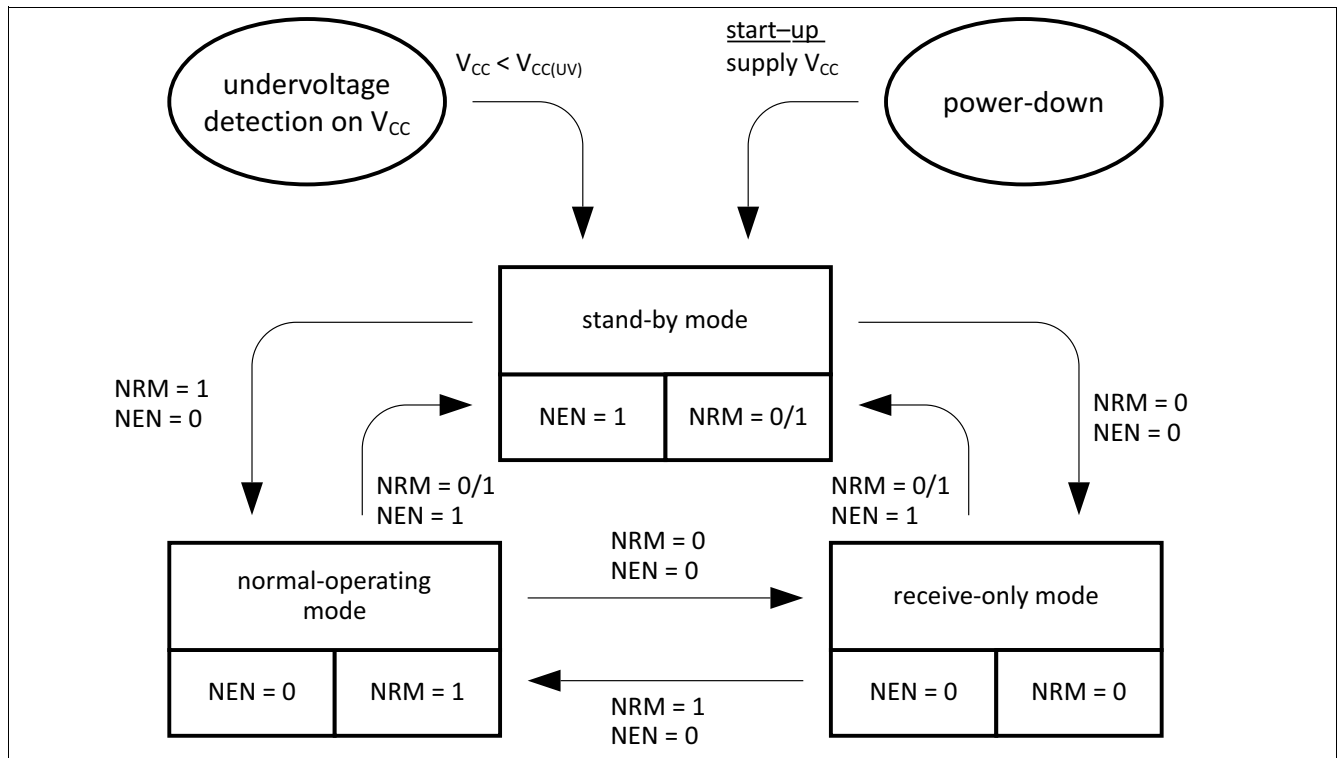 undervoltage
detection on VCC
VCC < VCC(UV)
start–up
supply VCC
power-down
stand-by mode
NEN = 1
NRM = 0/1
NRM = 1
NEN = 0
NRM = 0
NEN = 0
NRM = 0/1
NEN = 1
NRM = 0/1
NEN = 1
normal-operating
mode
NEN = 0
NRM = 1
NRM = 0
NEN = 0
NRM = 1
NEN = 0
receive-only mode
NEN = 0
NRM = 0